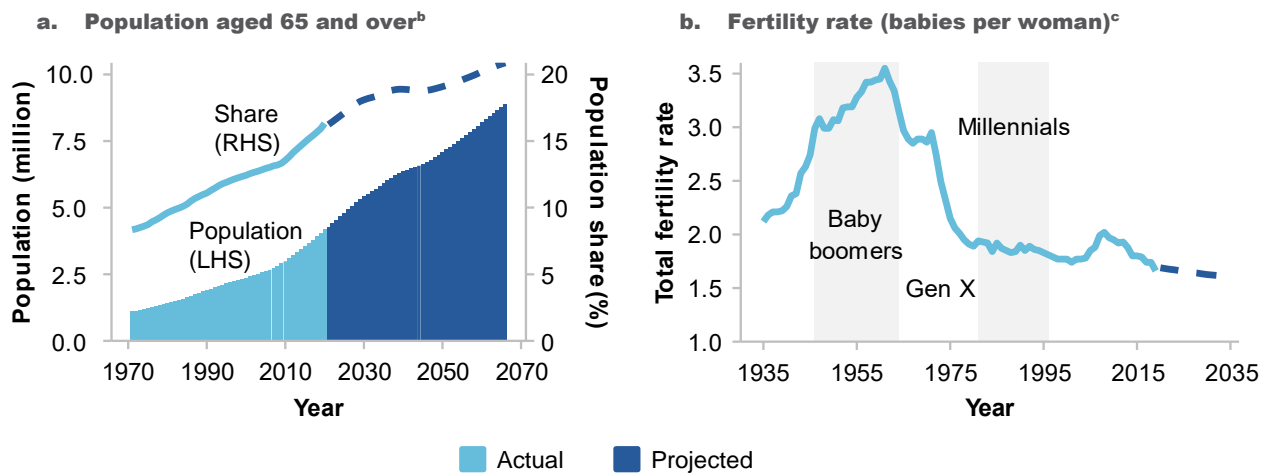 a. Population aged 65 and overᵇ
Population (million)
10.0
7.5
5.0
2.5
0.0
Share
(RHS)
Population
(LHS)
20
15
10
5
0
Population share (%)
1970 1990 2010 2030 2050 2070
Year
b. Fertility rate (babies per woman)ᶜ
Total fertility rate
3.5
3.0
2.5
2.0
1.5
1.0
Millennials
Baby
boomers
Gen X
1935 1955 1975 1995 2015 2035
Year
Actual Projected